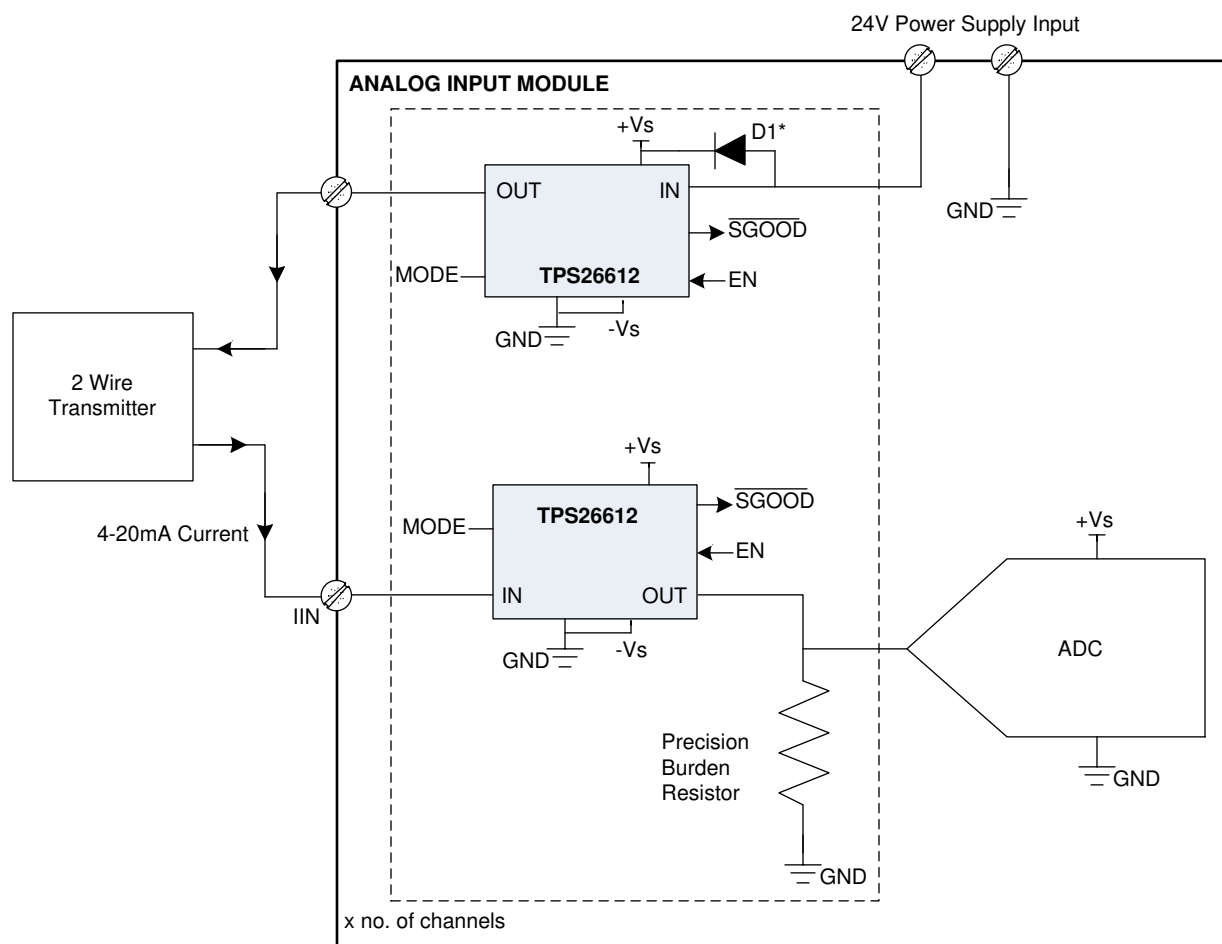 24V Power Supply Input
ANALOG INPUT MODULE
+Vs
D1*
OUT
IN
GND
SGOOD
MODE
TPS26612
EN
GND
-Vs
2 Wire
Transmitter
+Vs
TPS26612
SGOOD
MODE
EN
4-20mA Current
IN
OUT
IIN
GND
-Vs
+Vs
ADC
Precision
Burden
Resistor
GND
GND
x no. of channels